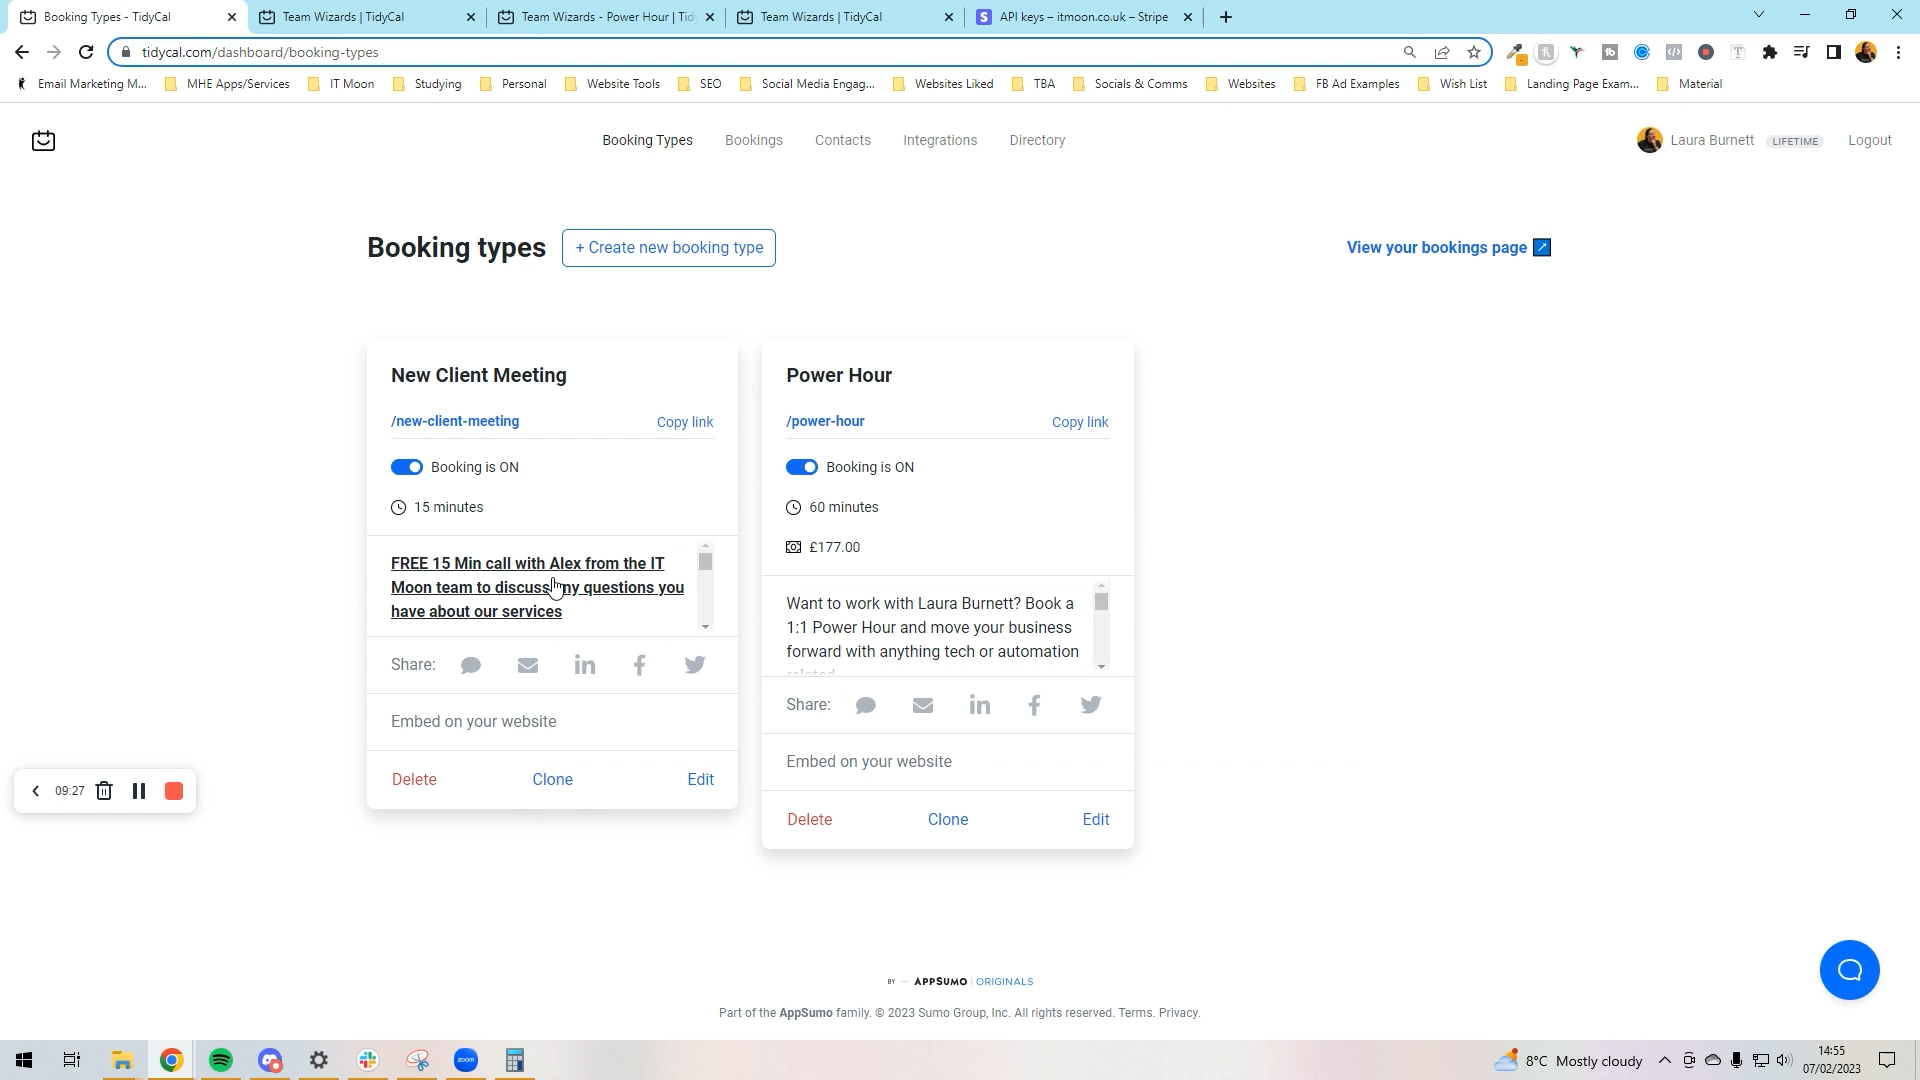 Booking Types - TidyCal
Team Wizards | TidyCal
Team Wizards - Power Hour | Tid
Team Wizards | TidyCal
API keys – itmoon.co.uk – Stripe
tidycal.com/dashboard/booking-types
Email Marketing M...
MHE Apps/Services
IT Moon
Studying
Personal
Website Tools
SEO
Social Media Engag...
Websites Liked
TBA
Socials & Comms
Websites
FB Ad Examples
Wish List
Landing Page Exam...
Material
Booking Types
Bookings
Contacts
Integrations
Directory
Laura Burnett
LIFETIME
Logout
Booking types
+ Create new booking type
View your bookings page
New Client Meeting
/new-client-meeting
Copy link
Booking is ON
15 minutes
FREE 15 Min call with Alex from the IT
Moon team to discuss any questions you
have about our services
Share:
Embed on your website
Delete
Clone
Edit
Power Hour
/power-hour
Copy link
Booking is ON
60 minutes
£177.00
Want to work with Laura Burnett? Book a
1:1 Power Hour and move your business
forward with anything tech or automation
related
Share:
Embed on your website
Delete
Clone
Edit
09:27
BY — APPSUMO | ORIGINALS
Part of the AppSumo family. © 2023 Sumo Group, Inc. All rights reserved. Terms. Privacy.
zoom
8°C Mostly cloudy
14:55
07/02/2023